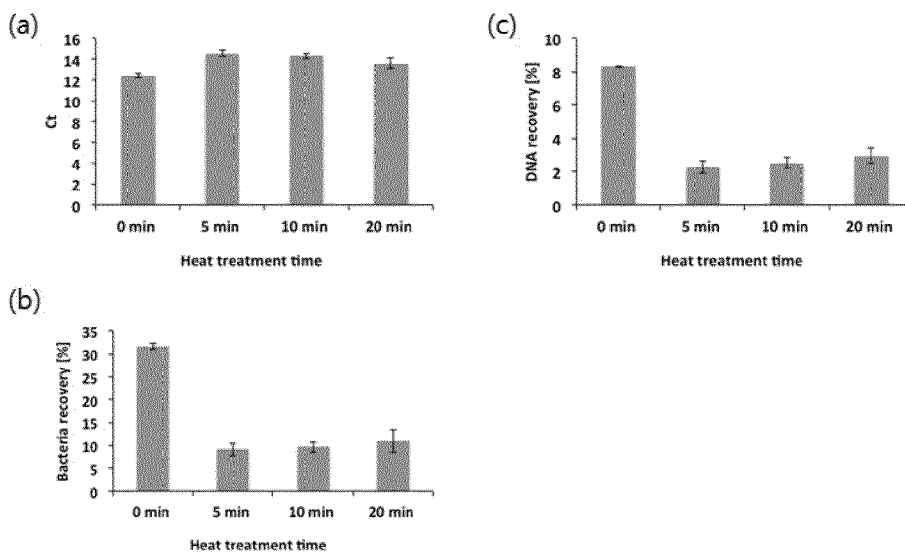 (a)
16
14
12
10
8
6
4
2
0
Ct
0 min 5 min 10 min 20 min
Heat treatment time
(c)
10
8
6
4
2
0
DNA recovery [%]
0 min 5 min 10 min 20 min
Heat treatment time
(b)
35
30
25
20
15
10
5
0
Bacteria recovery [%]
0 min 5 min 10 min 20 min
Heat treatment time